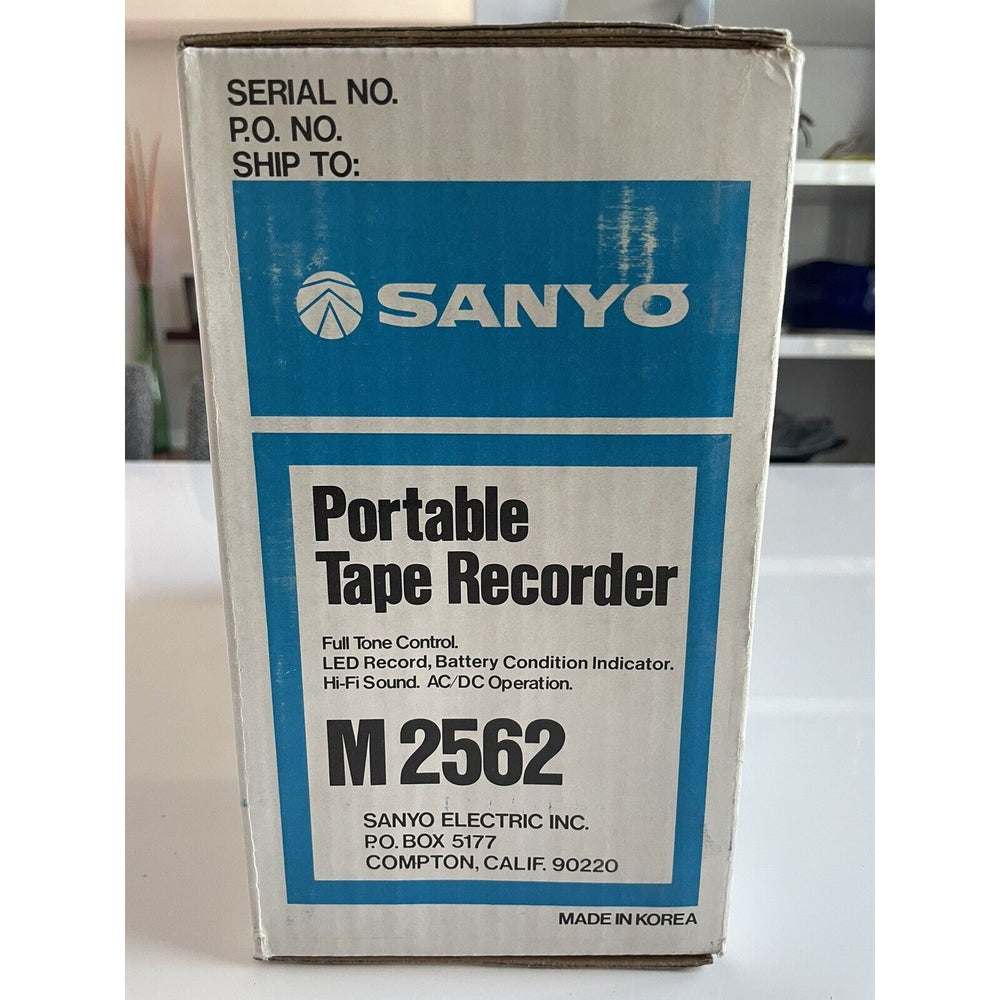 SERIAL NO.
P.O. NO.
SHIP TO:
SANYO
Portable
Tape Recorder
Full Tone Control.
LED Record, Battery Condition Indicator.
Hi-Fi Sound. AC/DC Operation.
M 2562
SANYO ELECTRIC INC.
P.O. BOX 5177
COMPTON, CALIF. 90220
MADE IN KOREA